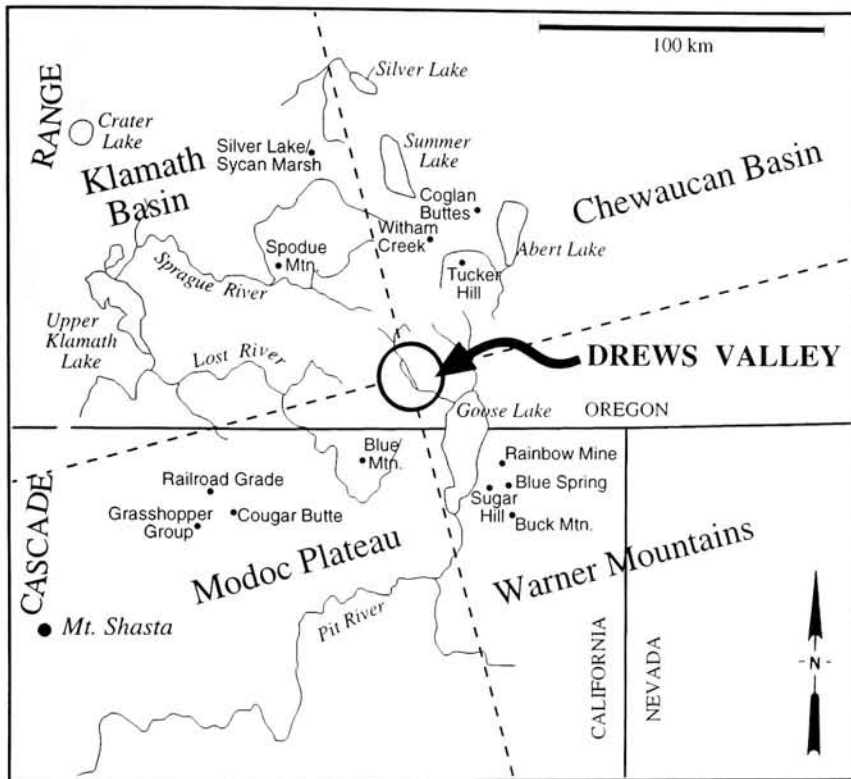 100 km
Silver Lake
Crater
Lake
RANGE
Klamath
Basin
Silver Lake/
Sycan Marsh
Summer
Lake
Chewaucan Basin
Coglan
Buttes
Witham
Creek
Abert Lake
Spodue
Mtn.
Tucker
Hill
Sprague River
Upper
Klamath
Lake
Lost River
DREWS VALLEY
Goose Lake
OREGON
Blue
Mtn.
Rainbow Mine
Railroad Grade
Blue Spring
Sugar
Hill
Grasshopper
Group
Cougar Butte
Buck Mtn.
CASCADE
Modoc Plateau
Warner Mountains
Mt. Shasta
Pit River
CALIFORNIA
NEVADA
N